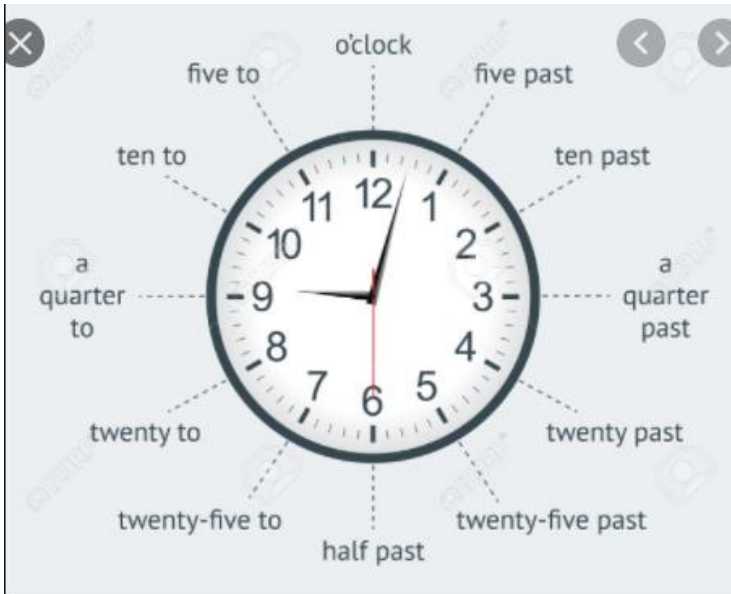 o'clock
five to
five past
ten to
ten past
a
quarter
to
a
quarter
past
twenty to
twenty past
twenty-five to
twenty-five past
half past
12
1
2
3
4
5
6
7
8
9
10
11